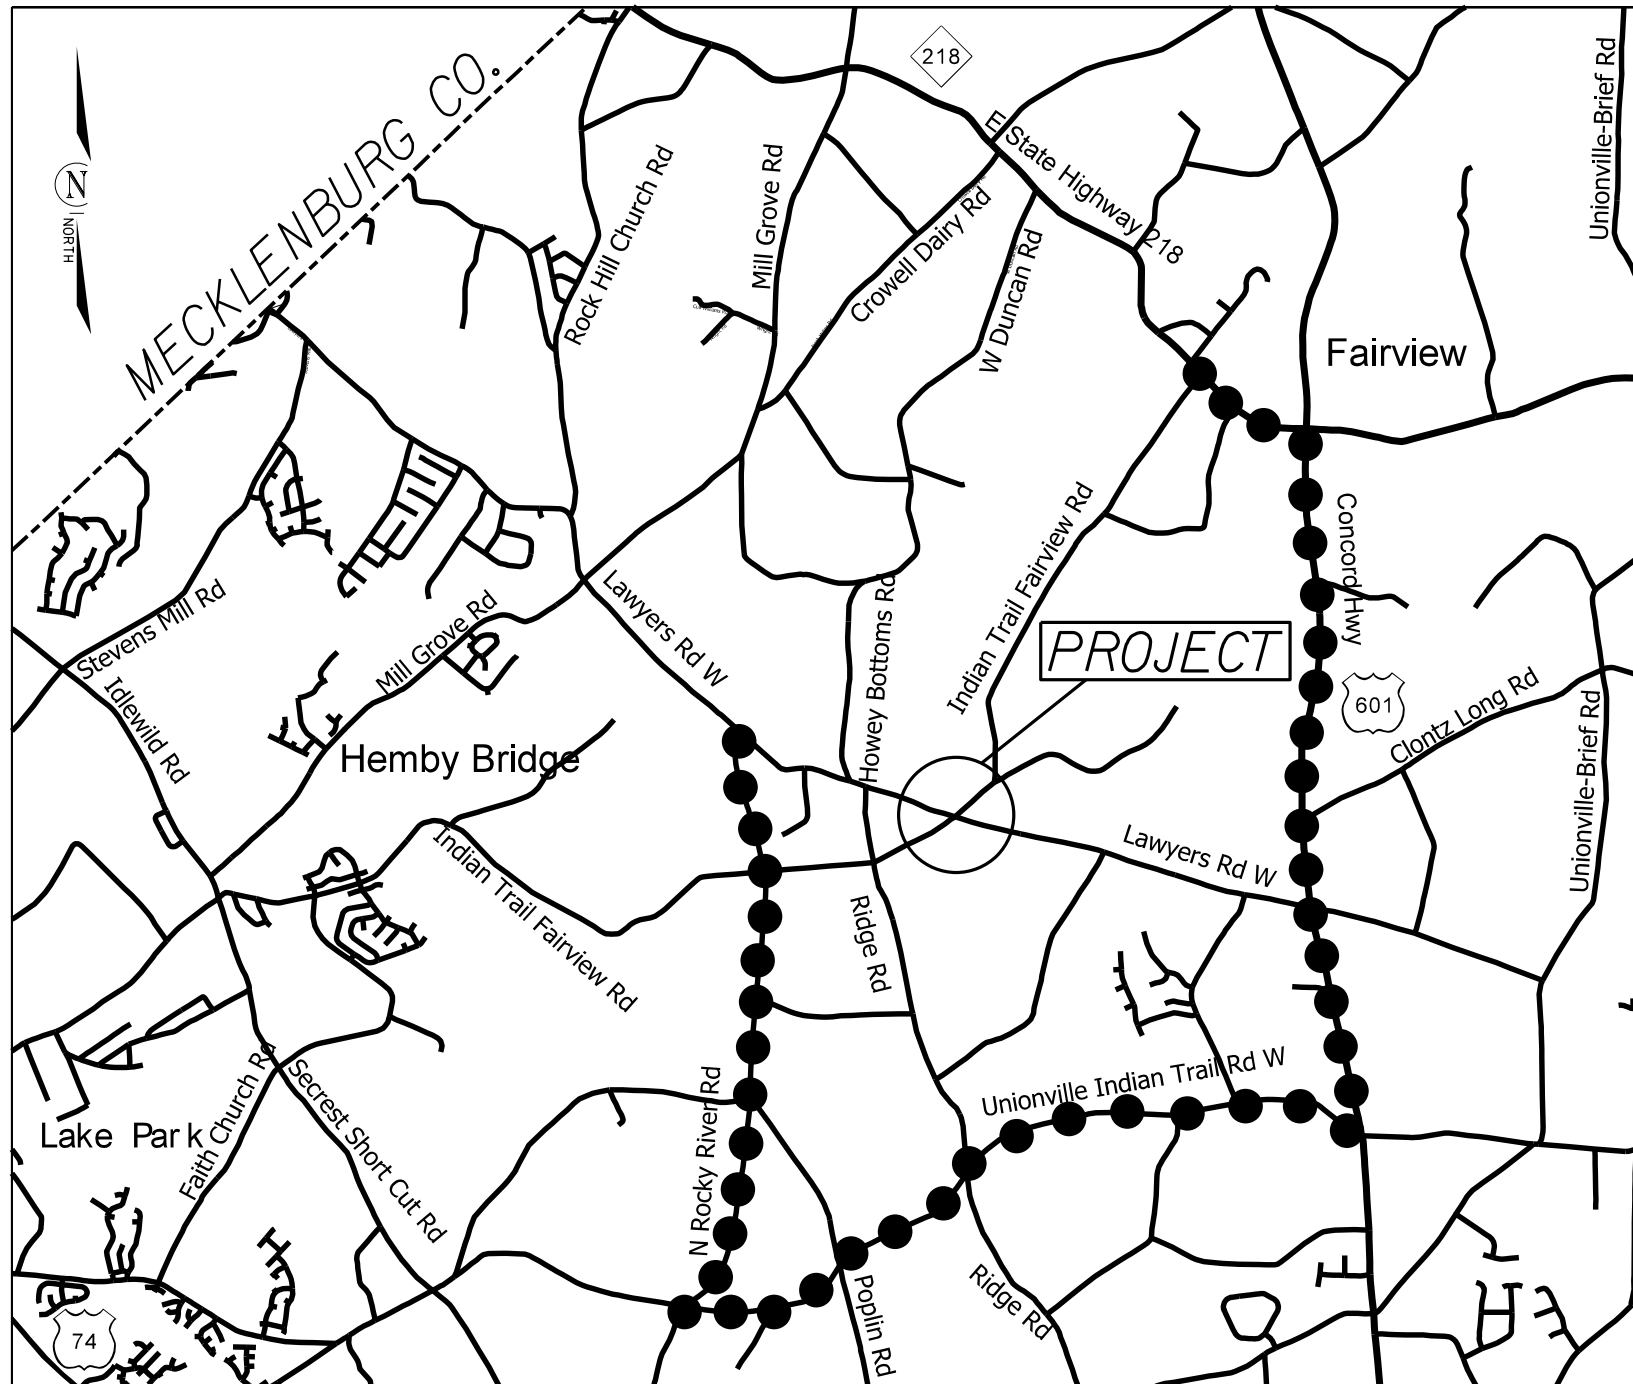 218
MECKLENBURG CO.
N
NORTH
Rock Hill Church Rd
Mill Grove Rd
E State Highway 218
Crowell Dairy Rd
W Duncan Rd
Unionville-Brief Rd
Fairview
Concord Hwy
Indian Trail Fairview Rd
Stevens Mill Rd
Mill Grove Rd
Lawyers Rd W
Howey Bottoms Rd
PROJECT
601
Clontz Long Rd
Idlewild Rd
Hemby Bridge
Unionville-Brief Rd
Indian Trail Fairview Rd
Lawyers Rd W
Ridge Rd
Faith Church Rd
Secrest Short Cut Rd
Unionville Indian Trail Rd W
Lake Park
N Rocky River Rd
Poplin Rd
Ridge Rd
74